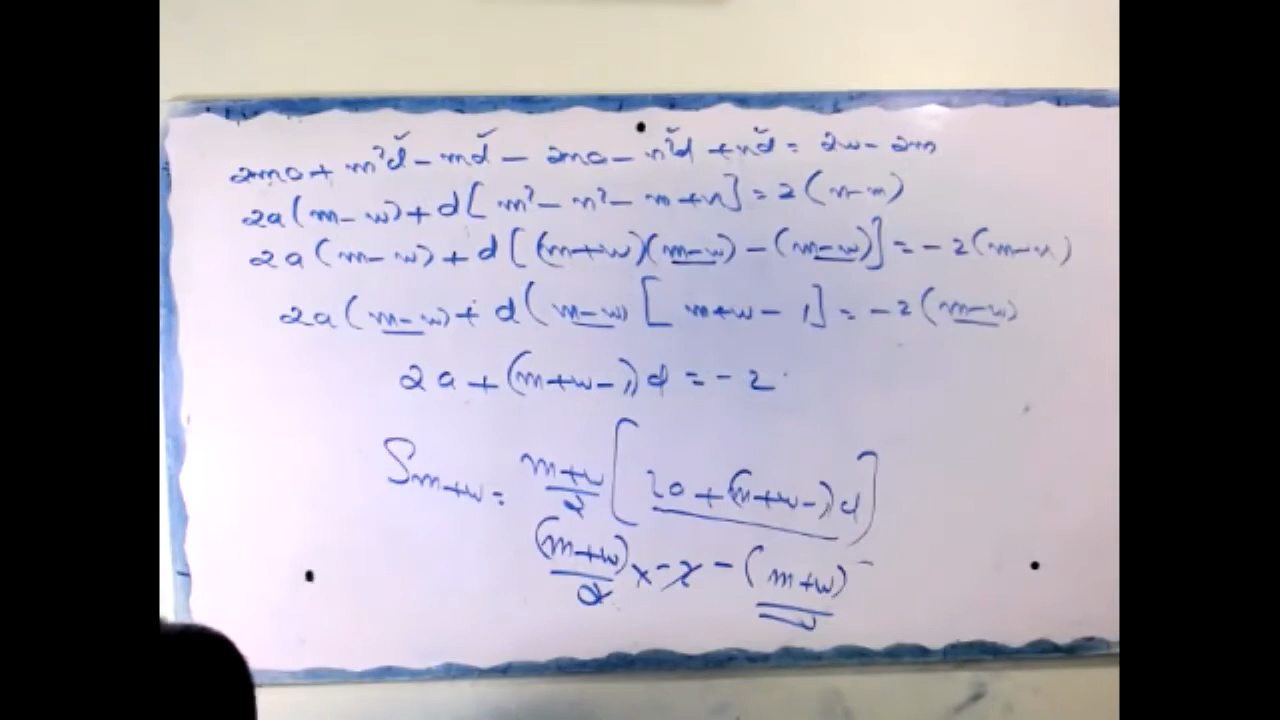 2ma + m²d - md - 2na - n²d + nd = 2n - 2m
2a(m-n) + d[m² - n² - m + n] = 2(n-m)
2a(m-n) + d[(m+n)(m-n) - (m-n)] = -2(m-n)
2a(m-n) + d(m-n)[m+n-1] = -2(m-n)
2a + (m+n-1)d = -2
Sm+n = m+n/2 [2a + (m+n-1)d]
(m+n)/2 x -2 = -(m+n)